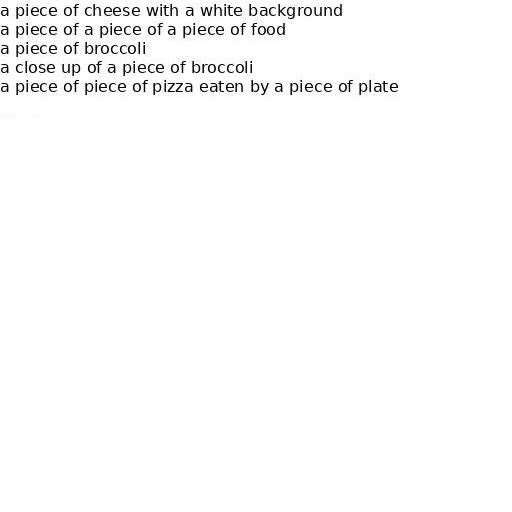 a piece of cheese with a white background
a piece of a piece of a piece of food
a piece of broccoli
a close up of a piece of broccoli
a piece of piece of pizza eaten by a piece of plate